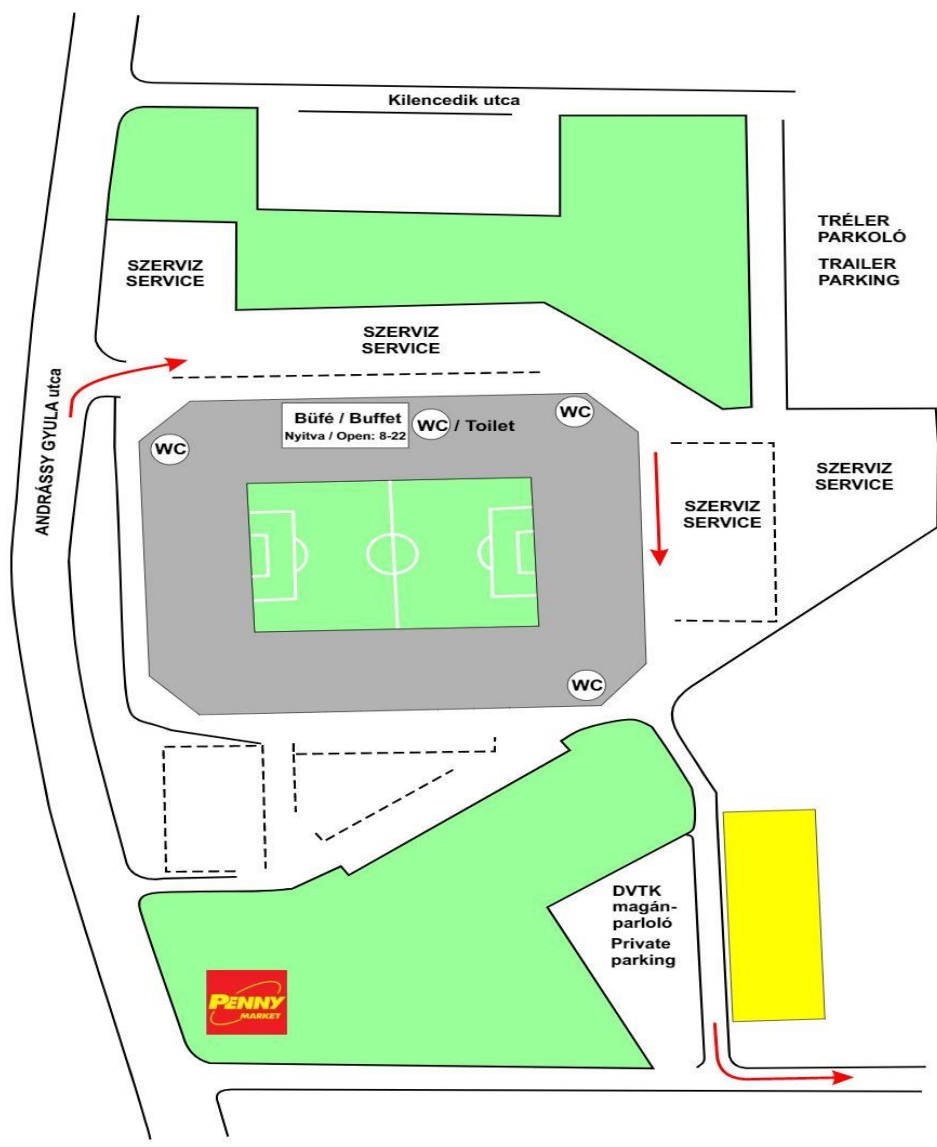 Kilencedik utca
TRÉLER
PARKOLÓ
TRAILER
PARKING
SZERVIZ
SERVICE
SZERVIZ
SERVICE
ANDRÁSSY GYULA utca
Büfé / Buffet
Nyitva / Open: 8-22
WC / Toilet
WC
WC
SZERVIZ
SERVICE
SZERVIZ
SERVICE
WC
DVTK
magán-
parloló
Private
parking
PENNY
MARKET